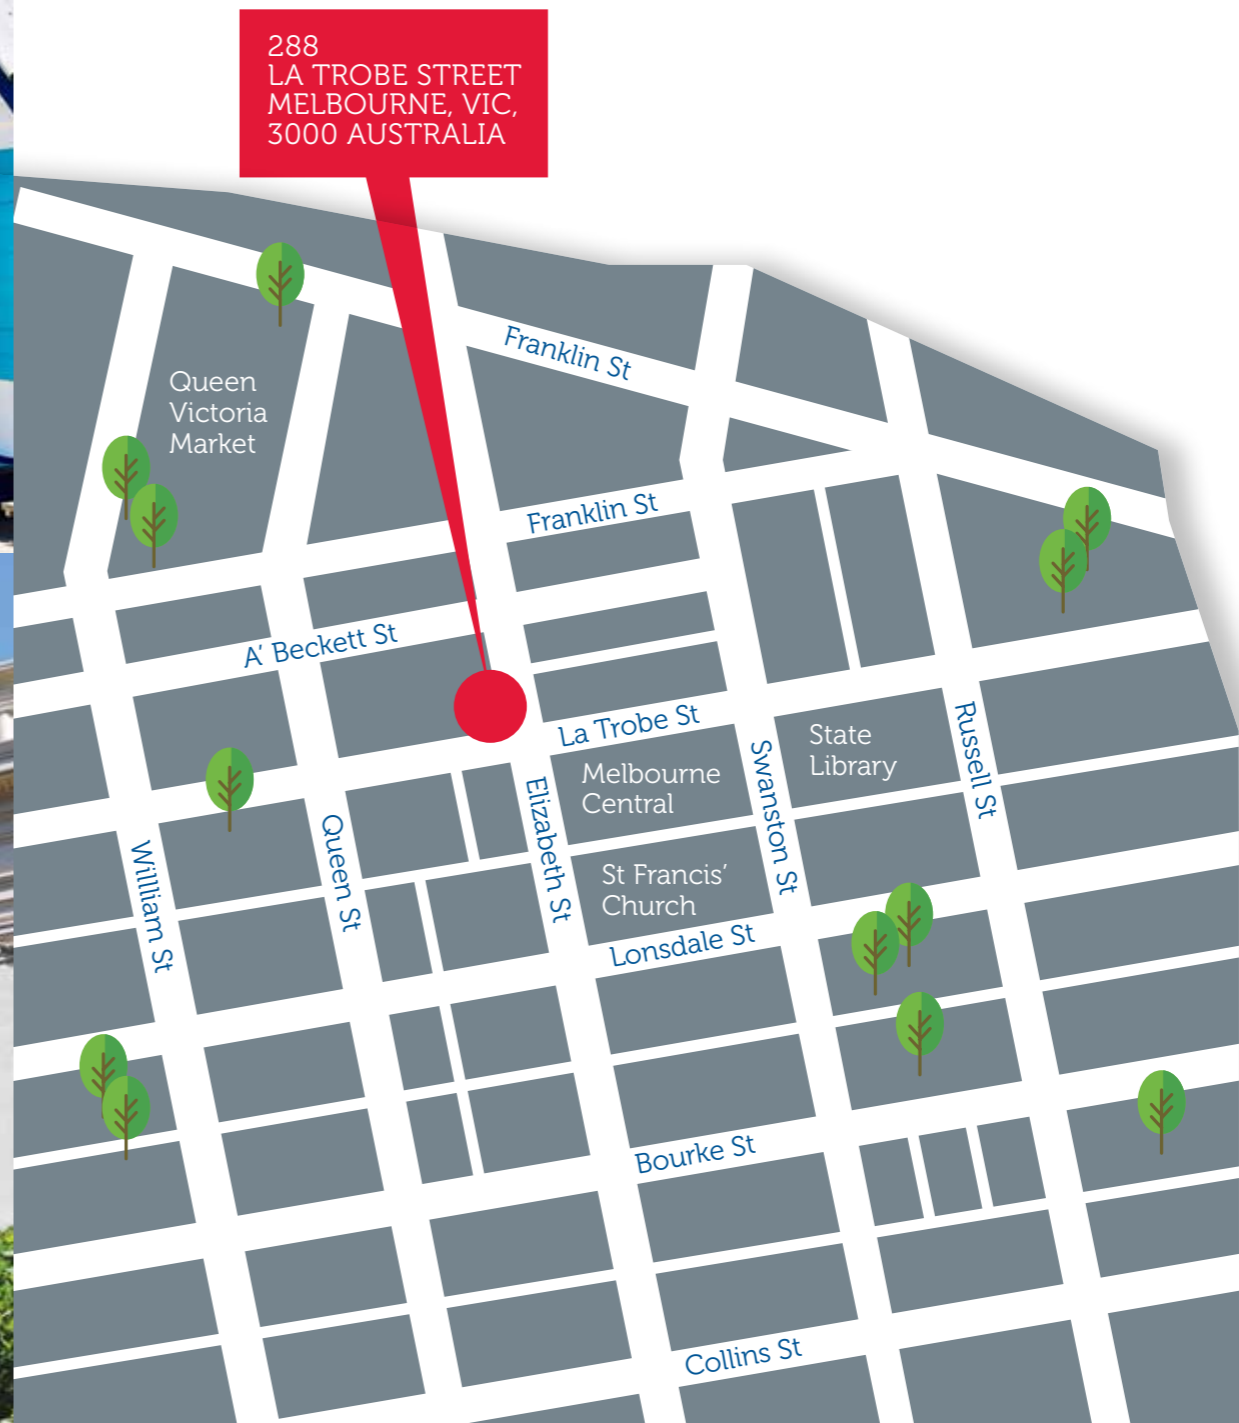 288
LA TROBE STREET
MELBOURNE, VIC,
3000 AUSTRALIA
Franklin St
Queen
Victoria
Market
Franklin St
A’ Beckett St
La Trobe St
State
Library
Russell St
Melbourne
Central
Swanston St
Elizabeth St
Queen St
William St
St Francis’
Church
Lonsdale St
Bourke St
Collins St